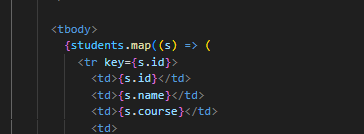 <tbody>
{students.map((s) => (
<tr key={s.id}>
<td>{s.id}</td>
<td>{s.name}</td>
<td>{s.course}</td>
<td>